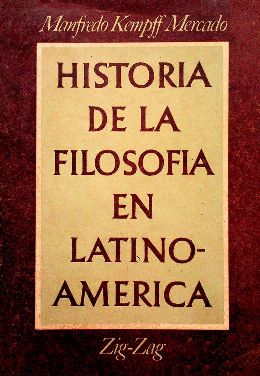 Manfredo Kempff Mercado
HISTORIA
DE LA
FILOSOFIA
EN
LATINO-
AMERICA
Zig-Zag